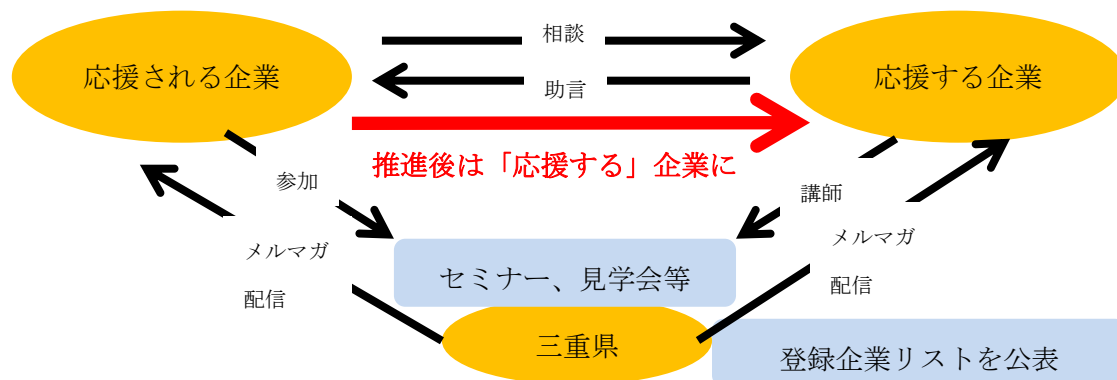 相談
応援される企業
応援する企業
助言
推進後は「応援する」企業に
参加
講師
メルマガ
配信
メルマガ
配信
セミナー、見学会等
三重県
登録企業リストを公表